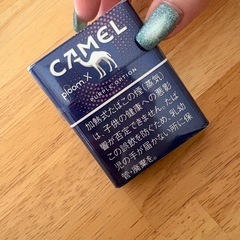 CAMEL
ploom X
PURPLE OPTION
加熱式たばこの煙(蒸気)
は、子供の健康への悪影
響が否定できません。たば
この誤飲を防ぐため、乳幼
児の手が届かない所に保
管・廃棄を。